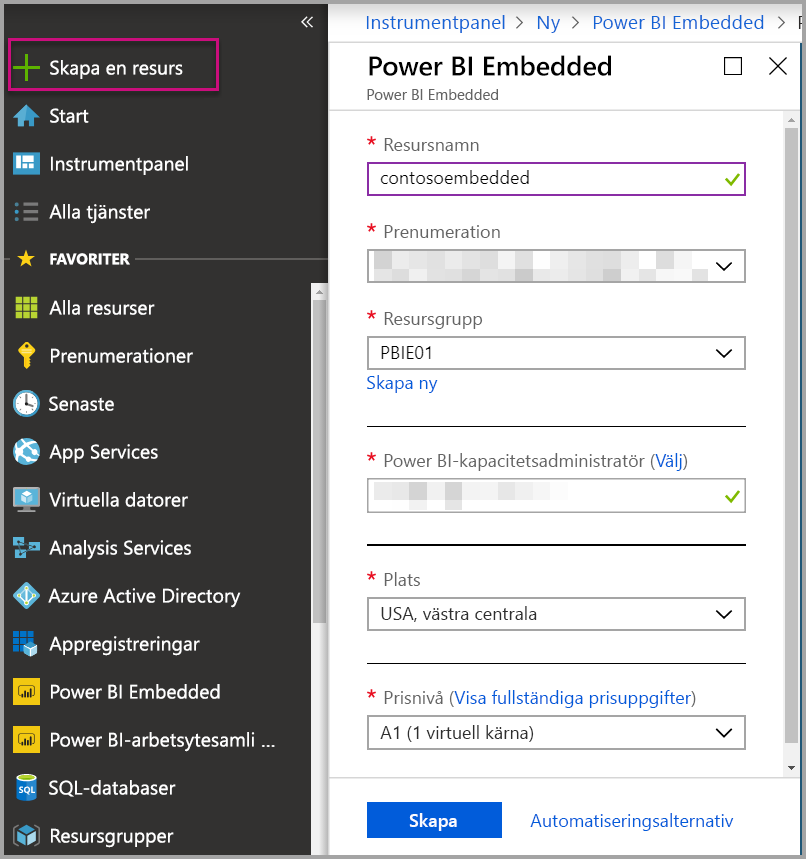 Skapa en resurs
Start
Instrumentpanel
Alla tjänster
FAVORITER
Alla resurser
Prenumerationer
Senaste
App Services
Virtuella datorer
Analysis Services
Azure Active Directory
Appregistreringar
Power BI Embedded
Power BI-arbetsytesamli ...
SQL
SQL-databaser
Resursgrupper
Instrumentpanel > Ny > Power BI Embedded >
Power BI Embedded
Power BI Embedded
* Resursnamn
contosoembedded
* Prenumeration
* Resursgrupp
PBIE01
Skapa ny
* Power BI-kapacitetsadministratör (Välj)
* Plats
USA, västra centrala
* Prisnivå (Visa fullständiga prisuppgifter)
A1 (1 virtuell kärna)
Skapa
Automatiseringsalternativ